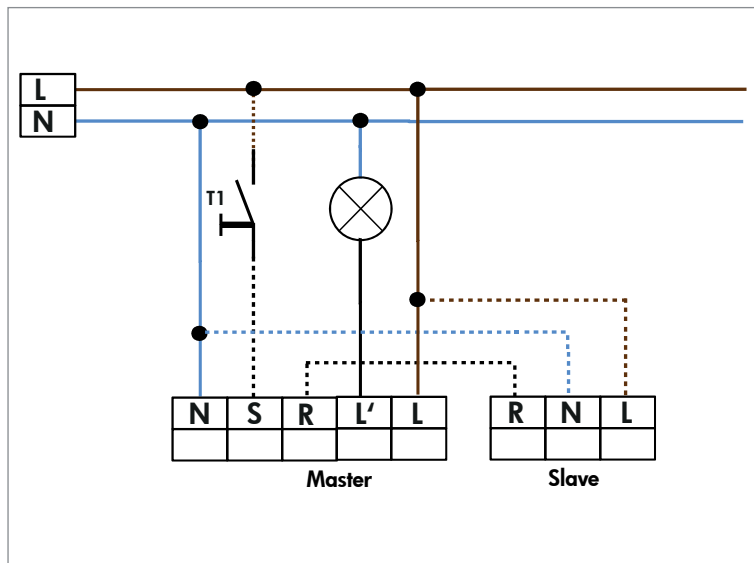 L
N
T1
N S R L‘ L
R N L
Master
Slave